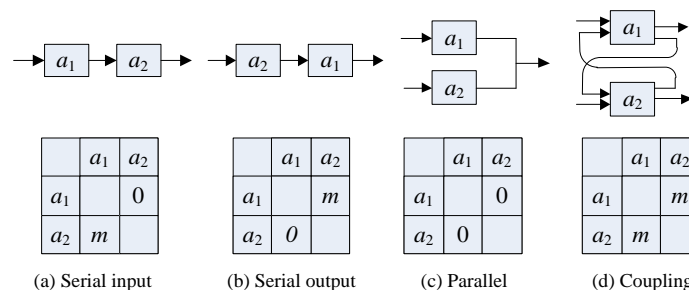 a1 a2 a2 a1 a1 a1
a2 a2
a1 a2 a1 a2 a1 a2 a1 a2
a1 0 a1 m a1 0 a1 m
a2 m a2 0 a2 0 a2 m
(a) Serial input (b) Serial output (c) Parallel (d) Coupling